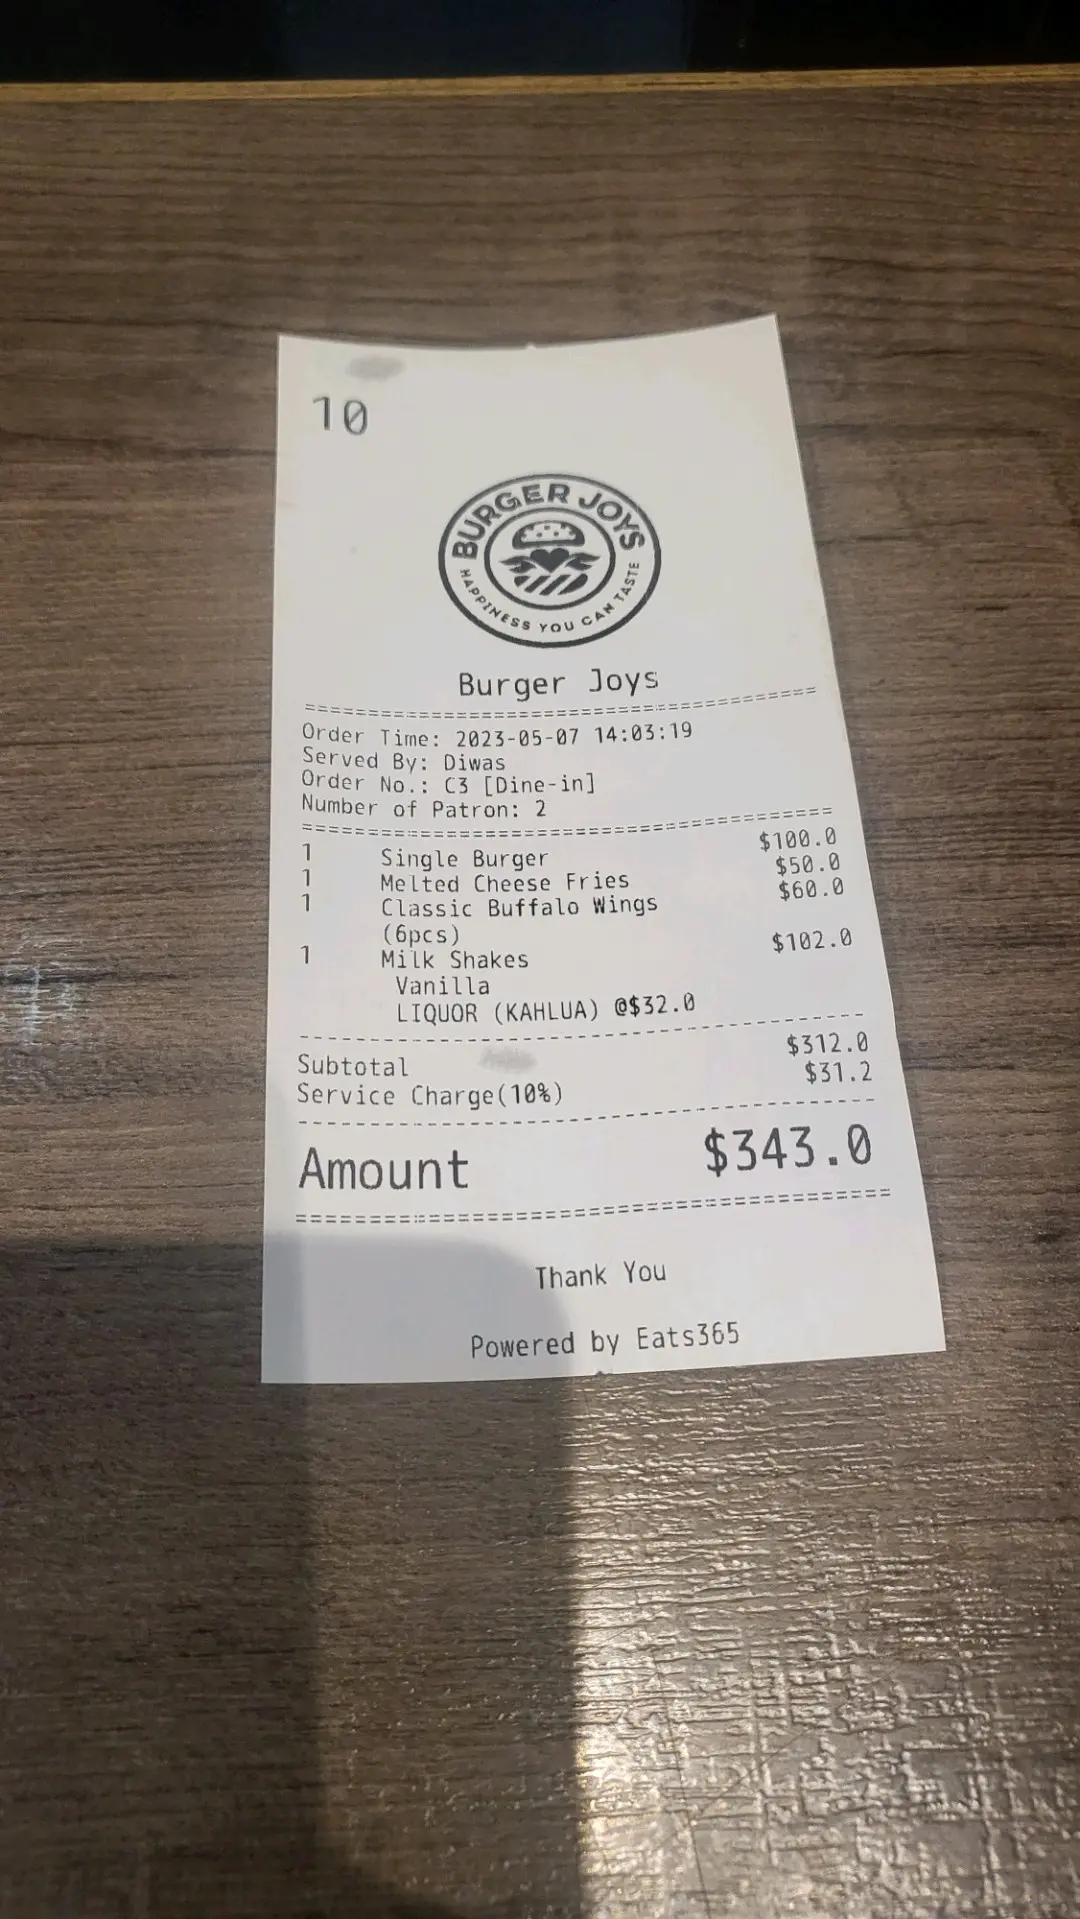 10
BURGER JOYS
HAPPINESS YOU CAN TASTE
Burger Joys
========================================
Order Time: 2023-05-07 14:03:19
Served By: Diwas
Order No.: C3 [Dine-in]
Number of Patron: 2
========================================
1 Single Burger $100.0
1 Melted Cheese Fries $50.0
1 Classic Buffalo Wings $60.0
(6pcs)
1 Milk Shakes $102.0
Vanilla
LIQUOR (KAHLUA) @$32.0
----------------------------------------
Subtotal $312.0
Service Charge(10%) $31.2
----------------------------------------
Amount $343.0
========================================
Thank You
Powered by Eats365